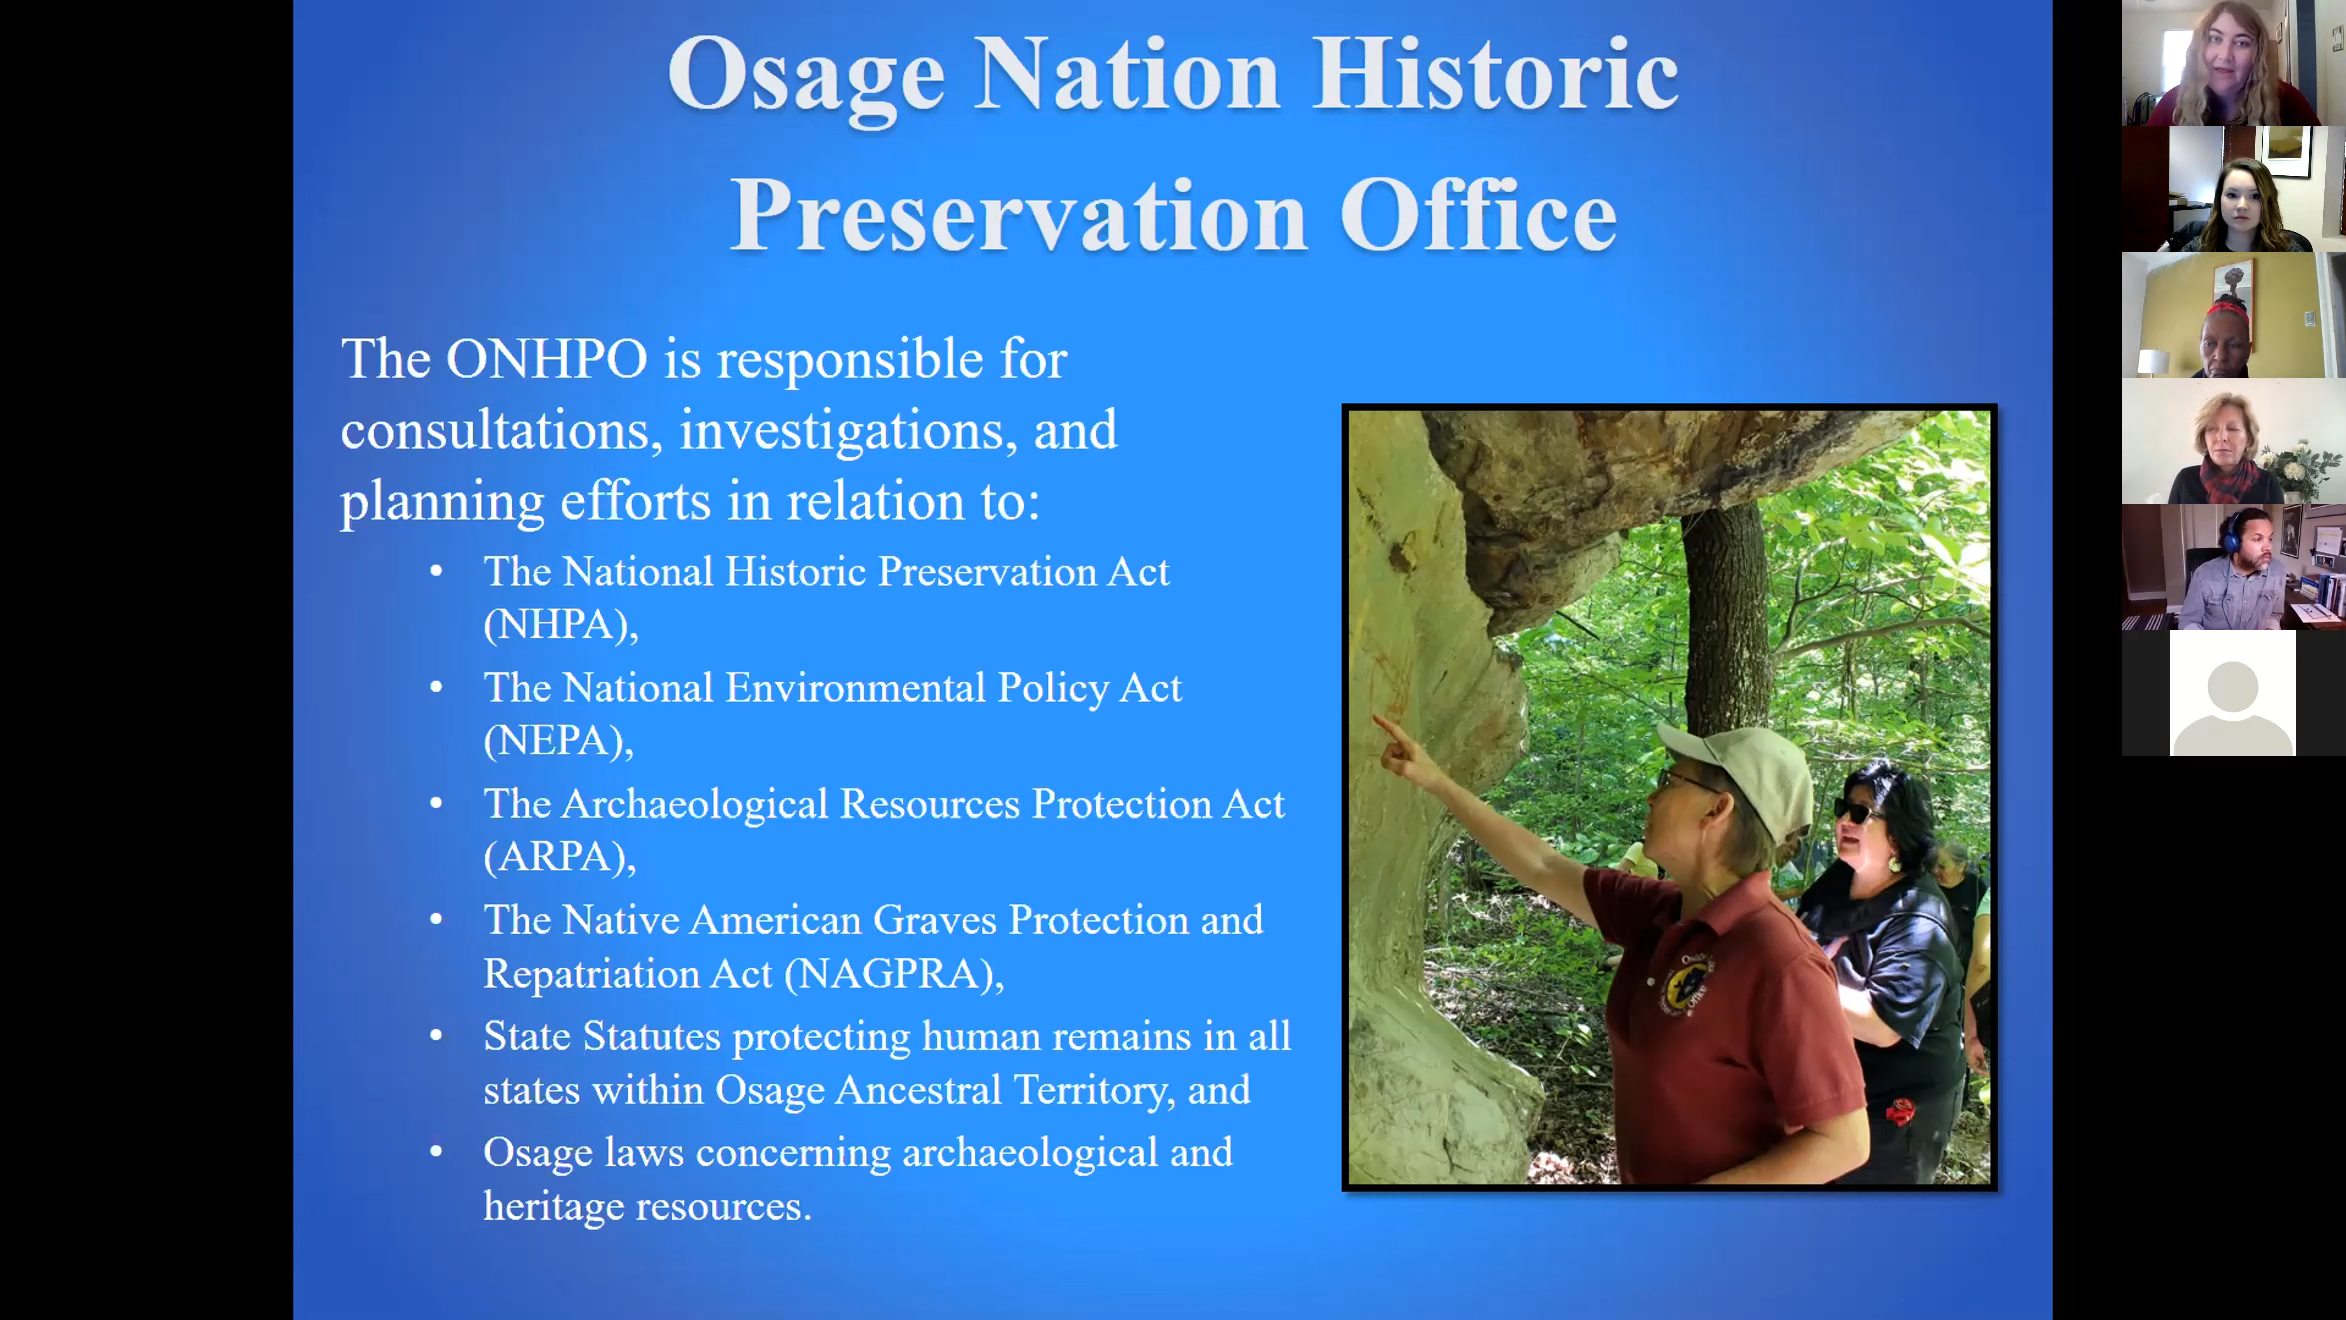 Osage Nation Historic
Preservation Office
The ONHPO is responsible for
consultations, investigations, and
planning efforts in relation to:
• The National Historic Preservation Act
(NHPA),
• The National Environmental Policy Act
(NEPA),
• The Archaeological Resources Protection Act
(ARPA),
• The Native American Graves Protection and
Repatriation Act (NAGPRA),
• State Statutes protecting human remains in all
states within Osage Ancestral Territory, and
• Osage laws concerning archaeological and
heritage resources.